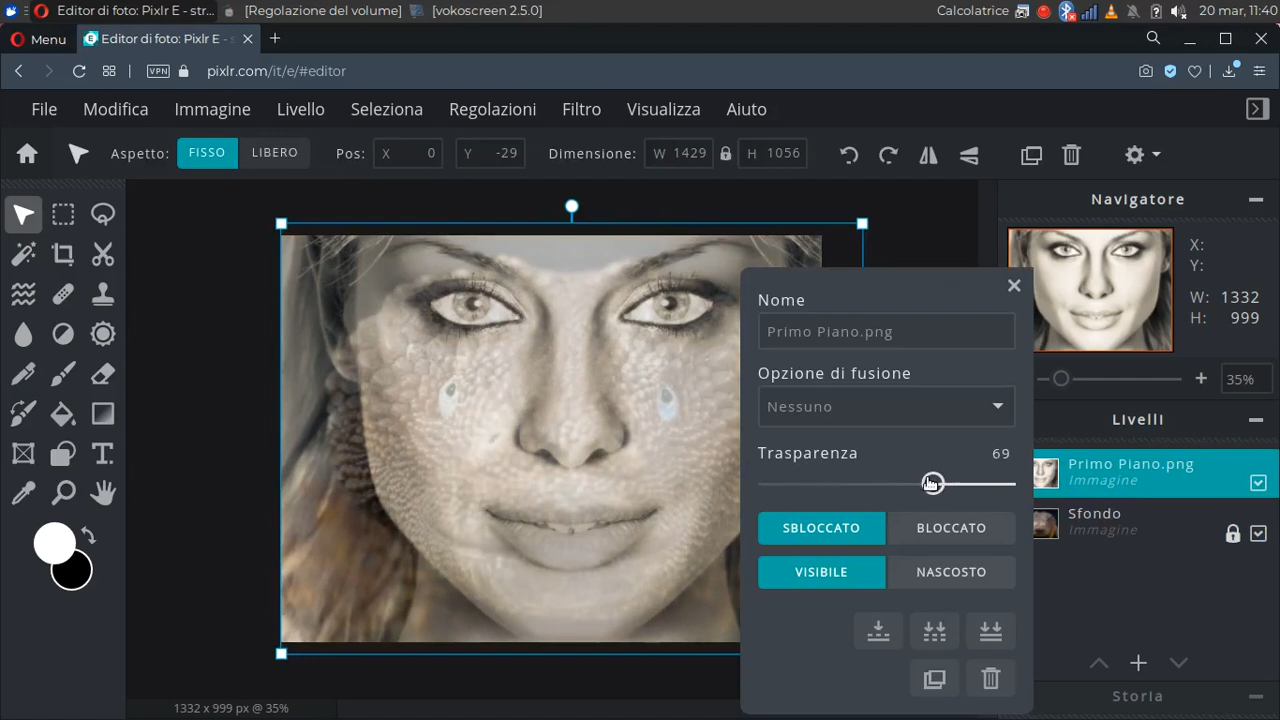 Editor di foto: Pixlr E - str...
[Regolazione del volume]
[vokoscreen 2.5.0]
Calcolatrice
20 mar, 11:40
Menu
Editor di foto: Pixlr E -
VPN
pixlr.com/it/e/#editor
File Modifica Immagine Livello Seleziona Regolazioni Filtro Visualizza Aiuto
Aspetto: FISSO LIBERO Pos: X 0 Y -29 Dimensione: W 1429 H 1056
Navigatore
X:
Y:
W: 1332
H: 999
35%
Livelli
Primo Piano.png
Immagine
Sfondo
Immagine
Storia
Nome
Primo Piano.png
Opzione di fusione
Nessuno
Trasparenza 69
SBLOCCATO BLOCCATO
VISIBILE NASCOSTO
1332 x 999 px @ 35%